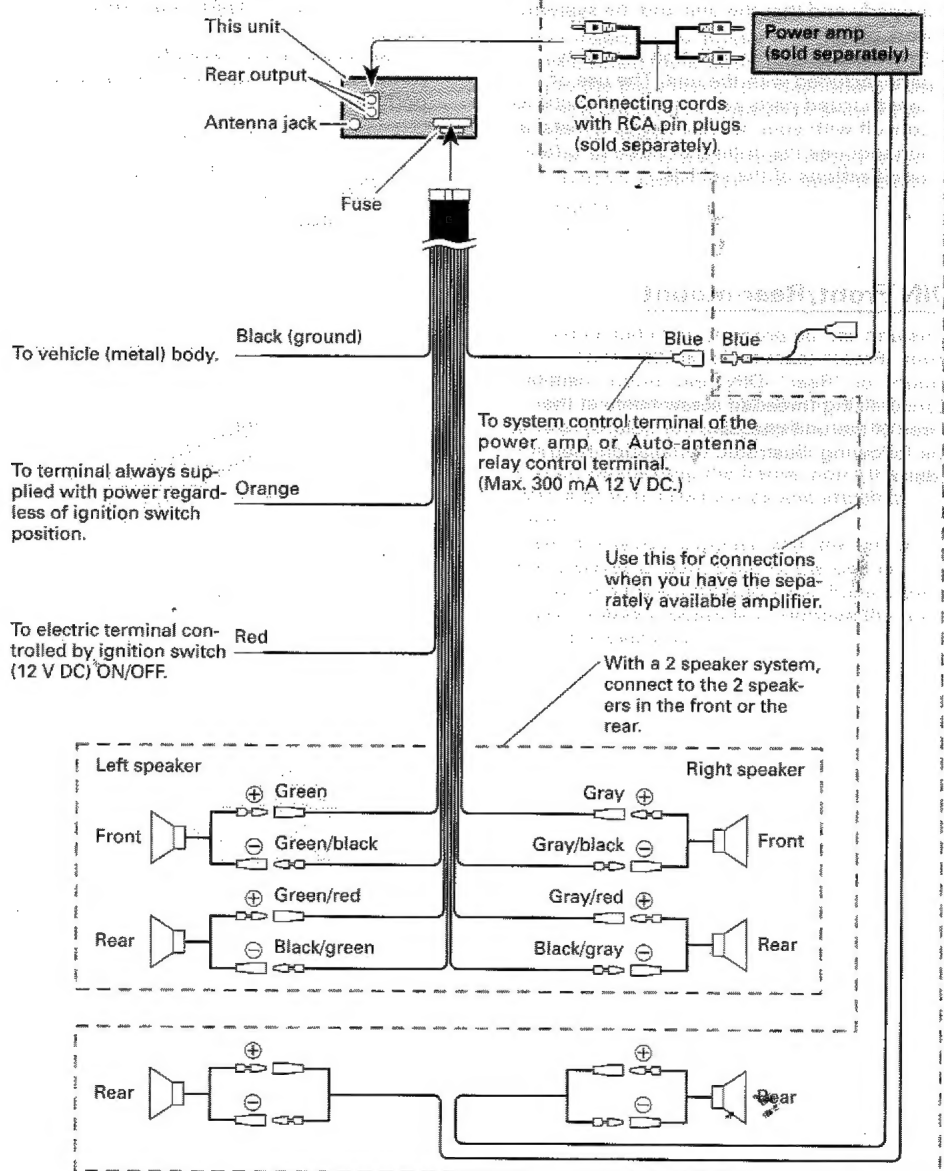 This unit
Rear output
Antenna jack
Fuse
Power amp
(sold separately)
Connecting cords
with RCA pin plugs
(sold separately)
To vehicle (metal) body.
Black (ground)
Blue
Blue
To system control terminal of the
power amp or Auto-antenna
relay control terminal.
(Max. 300 mA 12 V DC.)
To terminal always sup-
plied with power regard-
less of ignition switch
position.
Orange
Use this for connections
when you have the sepa-
rately available amplifier.
To electric terminal con-
trolled by ignition switch
(12 V DC) ON/OFF.
Red
With a 2 speaker system,
connect to the 2 speak-
ers in the front or the
rear.
Left speaker
Right speaker
Front
⊕ Green
⊖ Green/black
Gray ⊕
Gray/black ⊖
Front
Rear
⊕ Green/red
⊖ Black/green
Gray/red ⊕
Black/gray ⊖
Rear
Rear
⊕
⊖
⊕
⊖
Rear